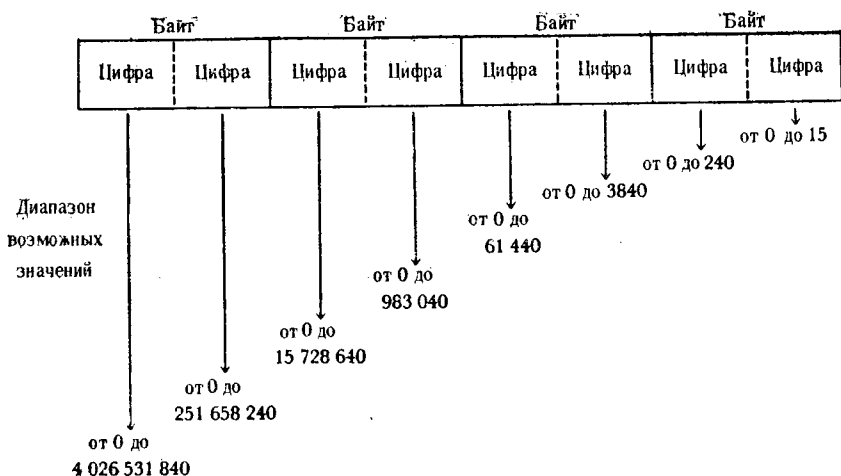 Байт Байт Байт Байт
Цифра Цифра Цифра Цифра Цифра Цифра Цифра Цифра
от 0 до 15
от 0 до 240
от 0 до 3840
от 0 до
61 440
Диапазон
возможных
значений
от 0 до
983 040
от 0 до
15 728 640
от 0 до
251 658 240
от 0 до
4 026 531 840